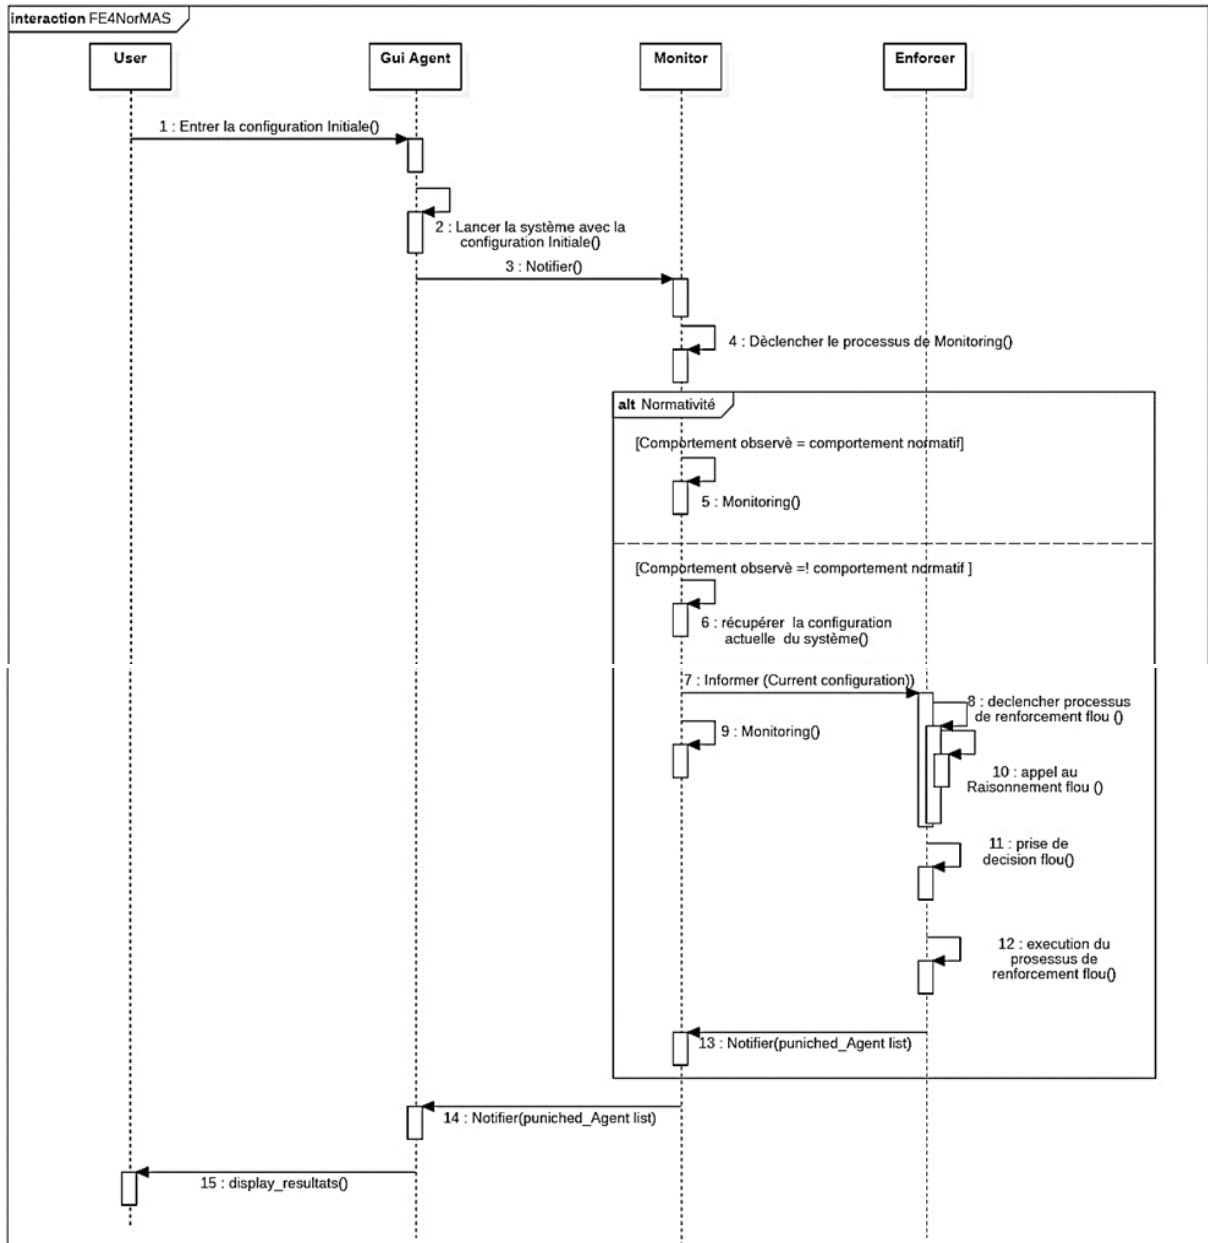 interaction FE4NorMAS
User
Gui Agent
Monitor
Enforcer
1 : Entrer la configuration Initiale()
2 : Lancer la système avec la
configuration Initiale()
3 : Notifier()
4 : Dèclencher le processus de Monitoring()
alt Normativité
[Comportement observè = comportement normatif]
5 : Monitoring()
[Comportement observè =! comportement normatif ]
6 : récupérer la configuration
actuelle du système()
7 : Informer (Current configuration))
8 : declencher processus
de renforcement flou ()
9 : Monitoring()
10 : appel au
Raisonnement flou ()
11 : prise de
decision flou()
12 : execution du
prosessus de
renforcement flou()
13 : Notifier(puniched_Agent list)
14 : Notifier(puniched_Agent list)
15 : display_resultats()